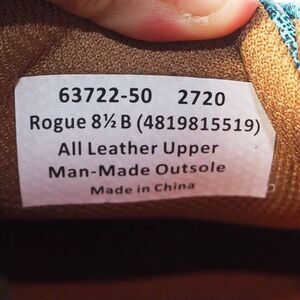 63722-50 2720
Rogue 8½ B (4819815519)
All Leather Upper
Man-Made Outsole
Made in China